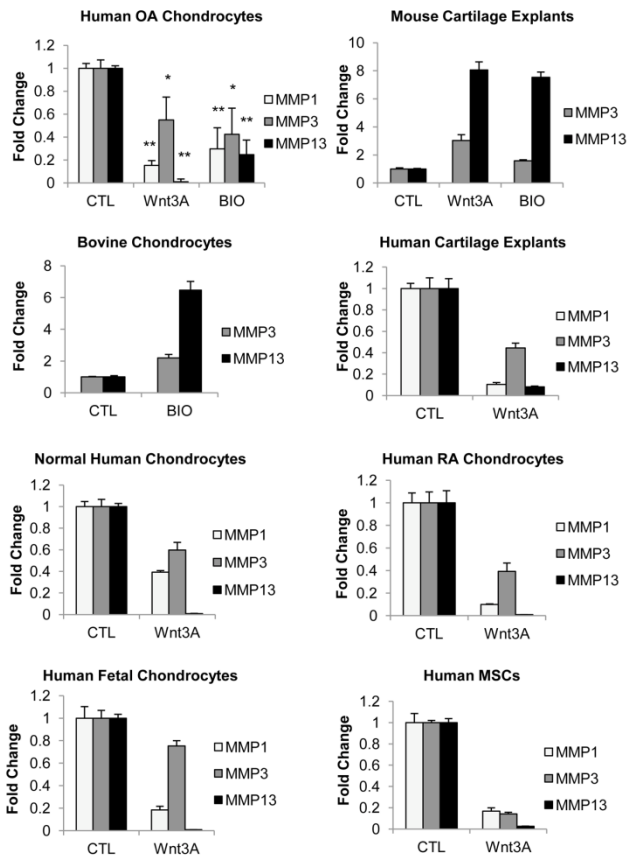 Human OA Chondrocytes
Fold Change
1.2
1
0.8
0.6
0.4
0.2
0
**
*
**
**
*
**
CTL
Wnt3A
BIO
MMP1
MMP3
MMP13
Mouse Cartilage Explants
Fold Change
10
8
6
4
2
0
CTL
Wnt3A
BIO
MMP3
MMP13
Bovine Chondrocytes
Fold Change
8
6
4
2
0
CTL
BIO
MMP3
MMP13
Human Cartilage Explants
Fold Change
1.2
1
0.8
0.6
0.4
0.2
0
CTL
Wnt3A
MMP1
MMP3
MMP13
Normal Human Chondrocytes
Fold Change
1.2
1
0.8
0.6
0.4
0.2
0
CTL
Wnt3A
MMP1
MMP3
MMP13
Human RA Chondrocytes
Fold Change
1.2
1
0.8
0.6
0.4
0.2
0
CTL
Wnt3A
MMP1
MMP3
MMP13
Human Fetal Chondrocytes
Fold Change
1.2
1
0.8
0.6
0.4
0.2
0
CTL
Wnt3A
MMP1
MMP3
MMP13
Human MSCs
Fold Change
1.2
1
0.8
0.6
0.4
0.2
0
CTL
Wnt3A
MMP1
MMP3
MMP13